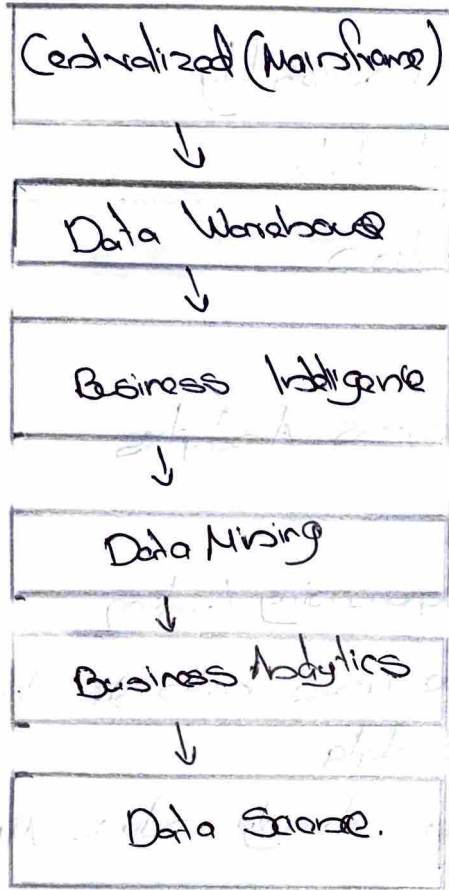 Centralized (Mainframe)
↓
Data Warehouse
↓
Business Intelligence
↓
Data Mining
↓
Business Analytics
↓
Data Science.